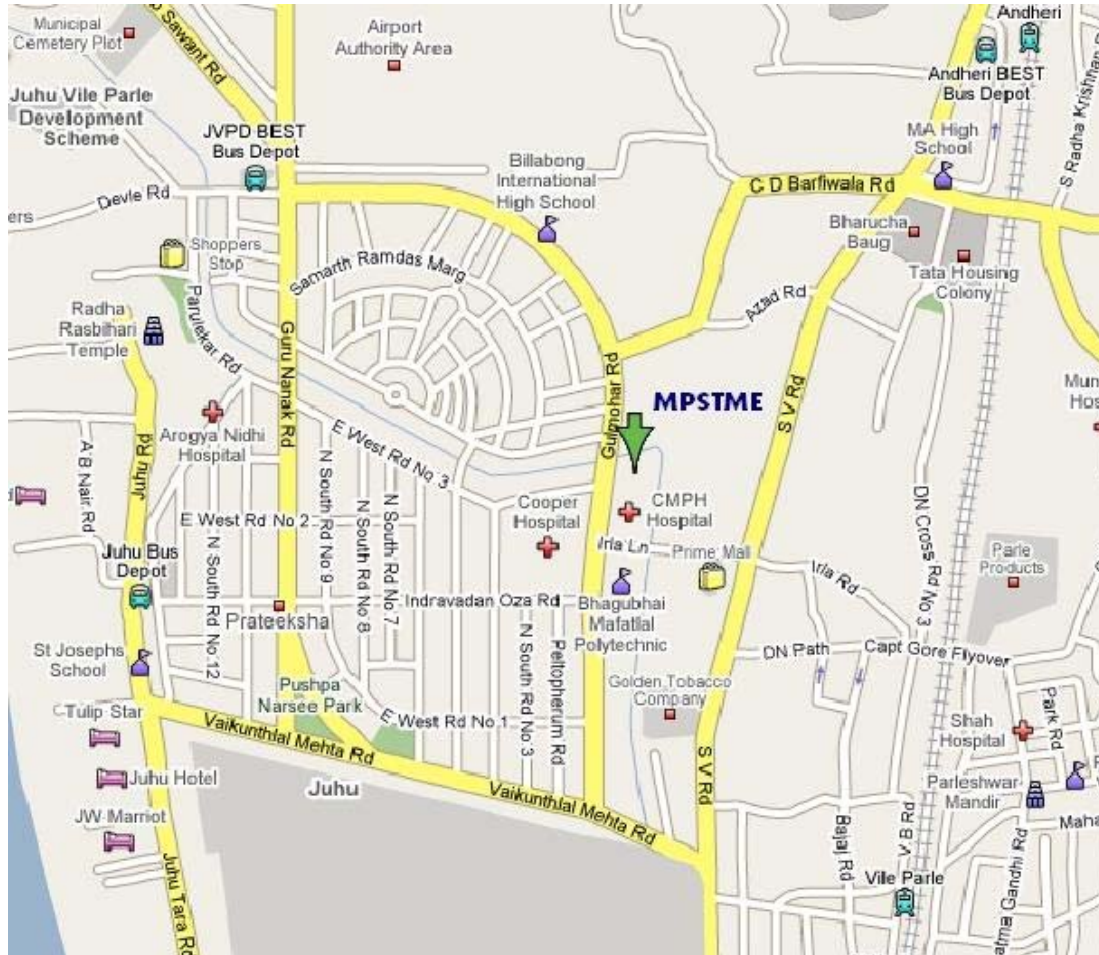 Sawant Rd
Municipal
Cemetery Plot
Airport
Authority Area
Andheri
Andheri BEST
Bus Depot
Juhu Vile Parle
Development
Scheme
JVPD BEST
Bus Depot
MA High
School
S Radha Krishnan
Billabong
International
High School
C D Barfiwala Rd
Devle Rd
ers
Shoppers
Stop
Bharucha
Baug
Tata Housing
Colony
Samarth Ramdas Marg
Azad Rd
Radha
Rasbihari
Temple
Parulekar Rd
Guru Nanak Rd
Gulmohar Rd
S V Rd
MPSTME
Arogya Nidhi
Hospital
E West Rd No 3
Juhu Rd
A B Nair Rd
N South Rd No 9
N South Rd No 8
N South Rd No.7
E West Rd No 2
N South Rd No.12
Cooper
Hospital
CMPH
Hospital
DN Cross Rd No.3
Irla Ln
Prime Mall
Irla Rd
Parle
Products
Juhu Bus
Depot
Indravadan Oza Rd
Prateeksha
Bhagubhai
Mafatlal
Polytechnic
N South Rd No 3
Peltopherum Rd
St Josephs
School
DN Path
Capt Gore Flyover
Pushpa
Narsee Park
Golden Tobacco
Company
Park Rd
Tulip Star
E West Rd No.1
Shah
Hospital
Vaikunthlal Mehta Rd
Juhu Hotel
Juhu
Vaikunthlal Mehta Rd
S V Rd
Parleshwar
Mandir
JW Marriot
Bajaj Rd
V B Rd
Maha
Juhu Tara Rd
Ville Parle
atma Gandhi Rd